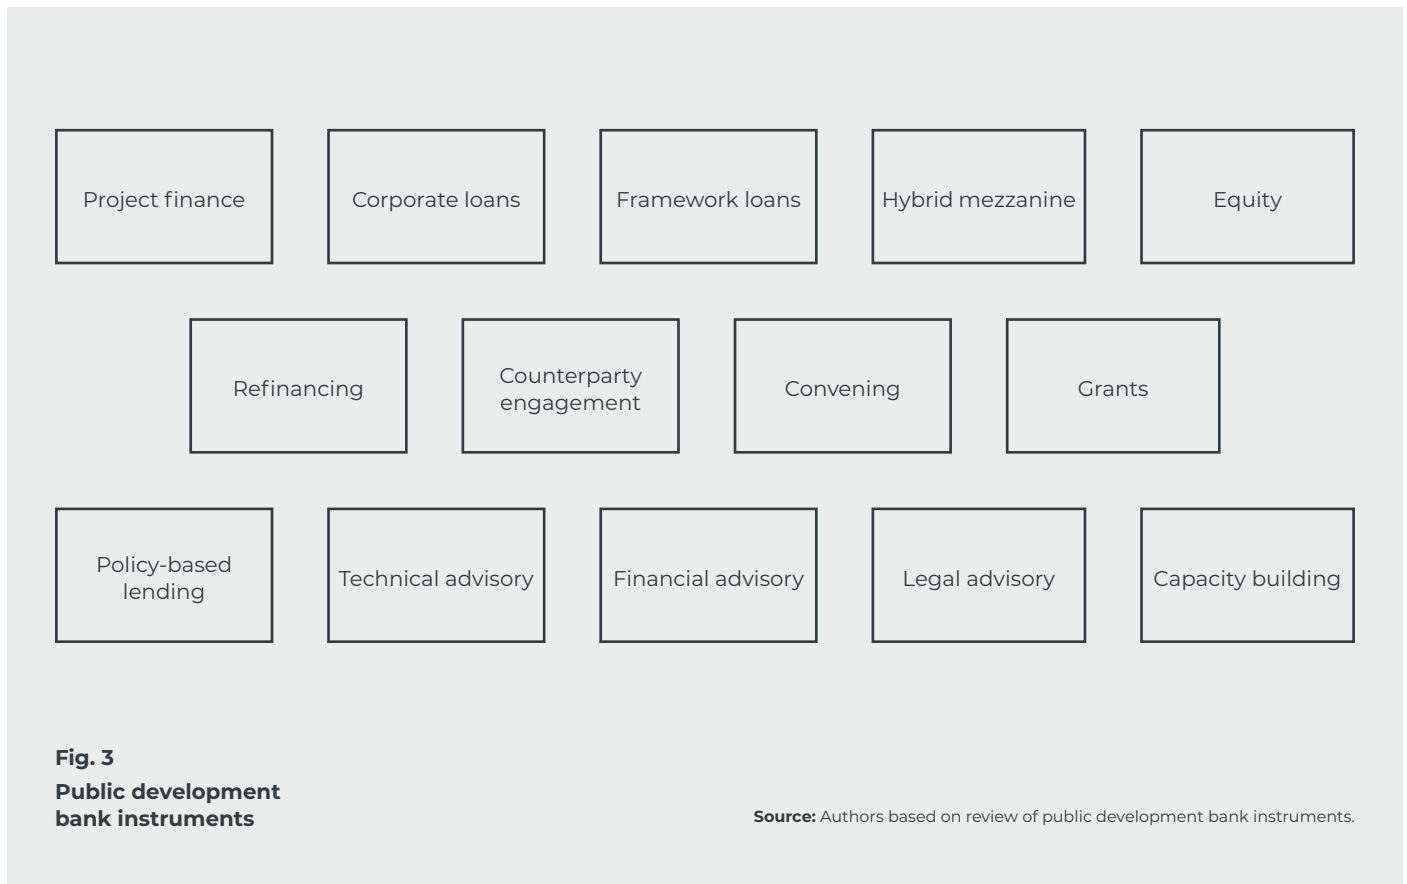 Project finance
Corporate loans
Framework loans
Hybrid mezzanine
Equity
Refinancing
Counterparty
engagement
Convening
Grants
Policy-based
lending
Technical advisory
Financial advisory
Legal advisory
Capacity building
Fig. 3
Public development
bank instruments
Source: Authors based on review of public development bank instruments.